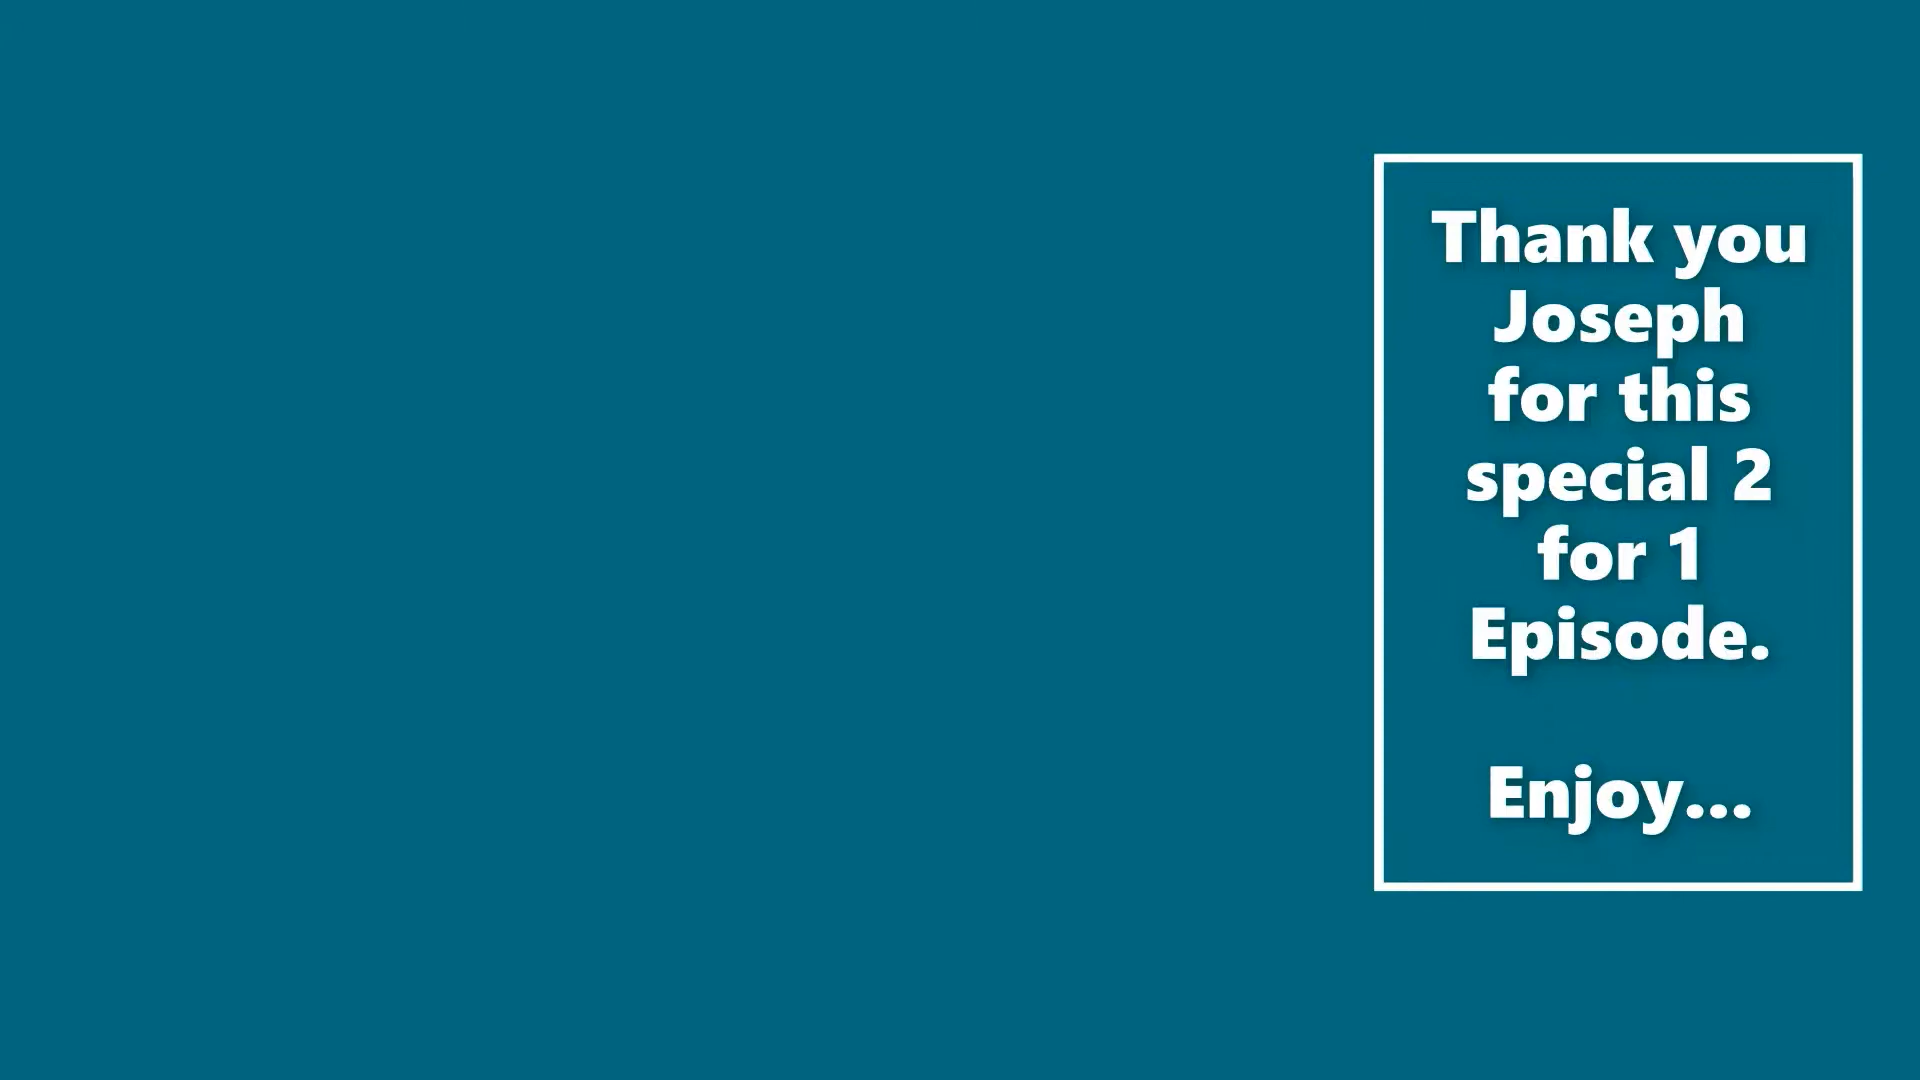 Thank you
Joseph
for this
special 2
for 1
Episode.
Enjoy...